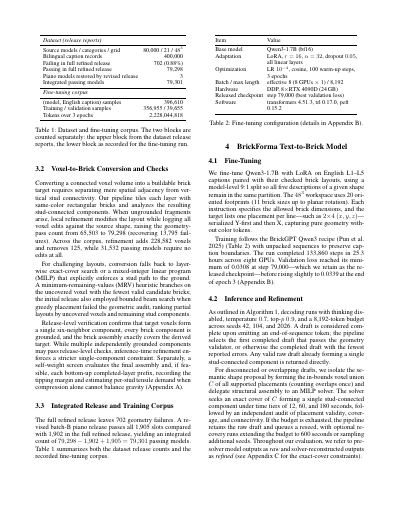 Dataset (release reports)
Source models / categories / grid 80,000 / 21 / 48³
Bilingual caption records 400,000
Failing in full refined release 702 (0.88%)
Passing in full refined release 79,298
Piano models restored by revised release 3
Integrated passing models 79,301
Fine-tuning corpus
(model, English caption) samples 396,610
Training / validation samples 356,955 / 39,655
Tokens over 3 epochs 2,228,044,818
Table 1: Dataset and fine-tuning corpus. The two blocks are
counted separately: the upper block from the dataset release
reports, the lower block as recorded for the fine-tuning run.
3.2 Voxel-to-Brick Conversion and Checks
Converting a connected voxel volume into a buildable brick
target requires separating mere spatial adjacency from ver-
tical stud connectivity. Our pipeline tiles each layer with
same-color rectangular bricks and analyzes the resulting
stud-connected components. When ungrounded fragments
arise, local refinement modifies the layout while logging all
voxel edits against the source shape, raising the geometry-
pass count from 65,503 to 79,298 (recovering 13,795 fail-
ures). Across the corpus, refinement adds 228,582 voxels
and removes 125, while 31,532 passing models require no
edits at all.
For challenging layouts, conversion falls back to layer-
wise exact-cover search or a mixed-integer linear program
(MILP) that explicitly enforces a stud path to the ground.
A minimum-remaining-values (MRV) heuristic branches on
the uncovered voxel with the fewest valid candidate bricks;
the initial release also employed bounded beam search when
greedy placement failed the geometric audit, ranking partial
layouts by uncovered voxels and remaining stud components.
Release-level verification confirms that target voxels form
a single six-neighbor component, every brick component is
grounded, and the brick assembly exactly covers the derived
target. While multiple independently grounded components
may pass release-level checks, inference-time refinement en-
forces a stricter single-component constraint. Separately, a
self-weight screen evaluates the final assembly and, if fea-
sible, each bottom-up completed-layer prefix, recording the
tipping margin and estimating per-stud tensile demand when
compression alone cannot balance gravity (Appendix A).
3.3 Integrated Release and Training Corpus
The full refined release leaves 702 geometry failures. A re-
vised batch-B piano release passes all 1,905 slots compared
with 1,902 in the full refined release, yielding an integrated
count of 79,298 − 1,902 + 1,905 = 79,301 passing models.
Table 1 summarizes both the dataset release counts and the
recorded fine-tuning corpus.
Item Value
Base model Qwen3-1.7B (bf16)
Adaptation LoRA, r = 16, α = 32, dropout 0.05,
all linear layers
Optimization LR 10⁻⁴, cosine, 100 warm-up steps,
3 epochs
Batch / max length effective 8 (8 GPUs × 1) / 8,192
Hardware DDP, 8×RTX 4090D (24 GB)
Released checkpoint step 79,000 (best validation loss)
Software transformers 4.51.3, trl 0.17.0, peft
0.15.2
Table 2: Fine-tuning configuration (details in Appendix B).
4 BrickForma Text-to-Brick Model
4.1 Fine-Tuning
We fine-tune Qwen3-1.7B with LoRA on English L1–L5
captions paired with their checked brick layouts, using a
model-level 9:1 split so all five descriptions of a given shape
remain in the same partition. The 48³ workspace uses 20 ori-
ented footprints (11 brick sizes up to planar rotation). Each
instruction specifies the allowed brick dimensions, and the
target lists one placement per line—such as 2×4 (x, y, z)—
serialized Y-first and then X, capturing pure geometry with-
out color tokens.
Training follows the BrickGPT Qwen3 recipe (Pun et al.
2025) (Table 2) with unpacked sequences to preserve cap-
tion boundaries. The run completed 133,860 steps in 25.3
hours across eight GPUs. Validation loss reached its mini-
mum of 0.0308 at step 79,000—which we retain as the re-
leased checkpoint—before rising slightly to 0.0339 at the end
of epoch 3 (Appendix B).
4.2 Inference and Refinement
As outlined in Algorithm 1, decoding runs with thinking dis-
abled, temperature 0.7, top-p 0.9, and a 8,192-token budget
across seeds 42, 104, and 2026. A draft is considered com-
plete upon emitting an end-of-sequence token; the pipeline
selects the first completed draft that passes the geometry
validator, or otherwise the completed draft with the fewest
reported errors. Any valid raw draft already forming a single
stud-connected component is returned directly.
For disconnected or overlapping drafts, we isolate the se-
mantic shape proposal by forming the in-bounds voxel union
C of all supported placements (counting overlaps once) and
delegate structural assembly to an MILP solver. The solver
seeks an exact cover of C forming a single stud-connected
component under time tiers of 12, 60, and 180 seconds, fol-
lowed by an independent audit of placement validity, cover-
age, and connectivity. If the budget is exhausted, the pipeline
retains the raw draft and queues a reseed, with optional re-
covery runs extending the budget to 600 seconds or sampling
additional seeds. Throughout our evaluation, we refer to pre-
solver model outputs as raw and solver-reconstructed outputs
as refined (see Appendix C for the exact-cover constraints).